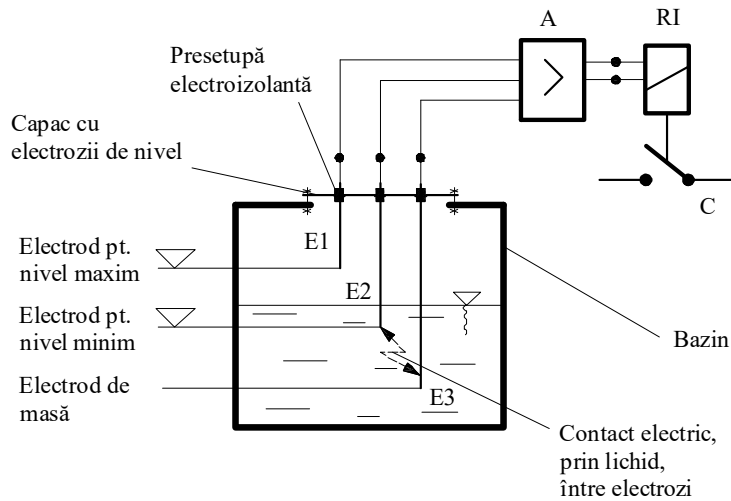 A
RI
Presetupă
electroizolantă
Capac cu
electrozii de nivel
C
E1
Electrod pt.
nivel maxim
E2
Electrod pt.
nivel minim
Bazin
Electrod de
masă
E3
Contact electric,
prin lichid,
între electrozi